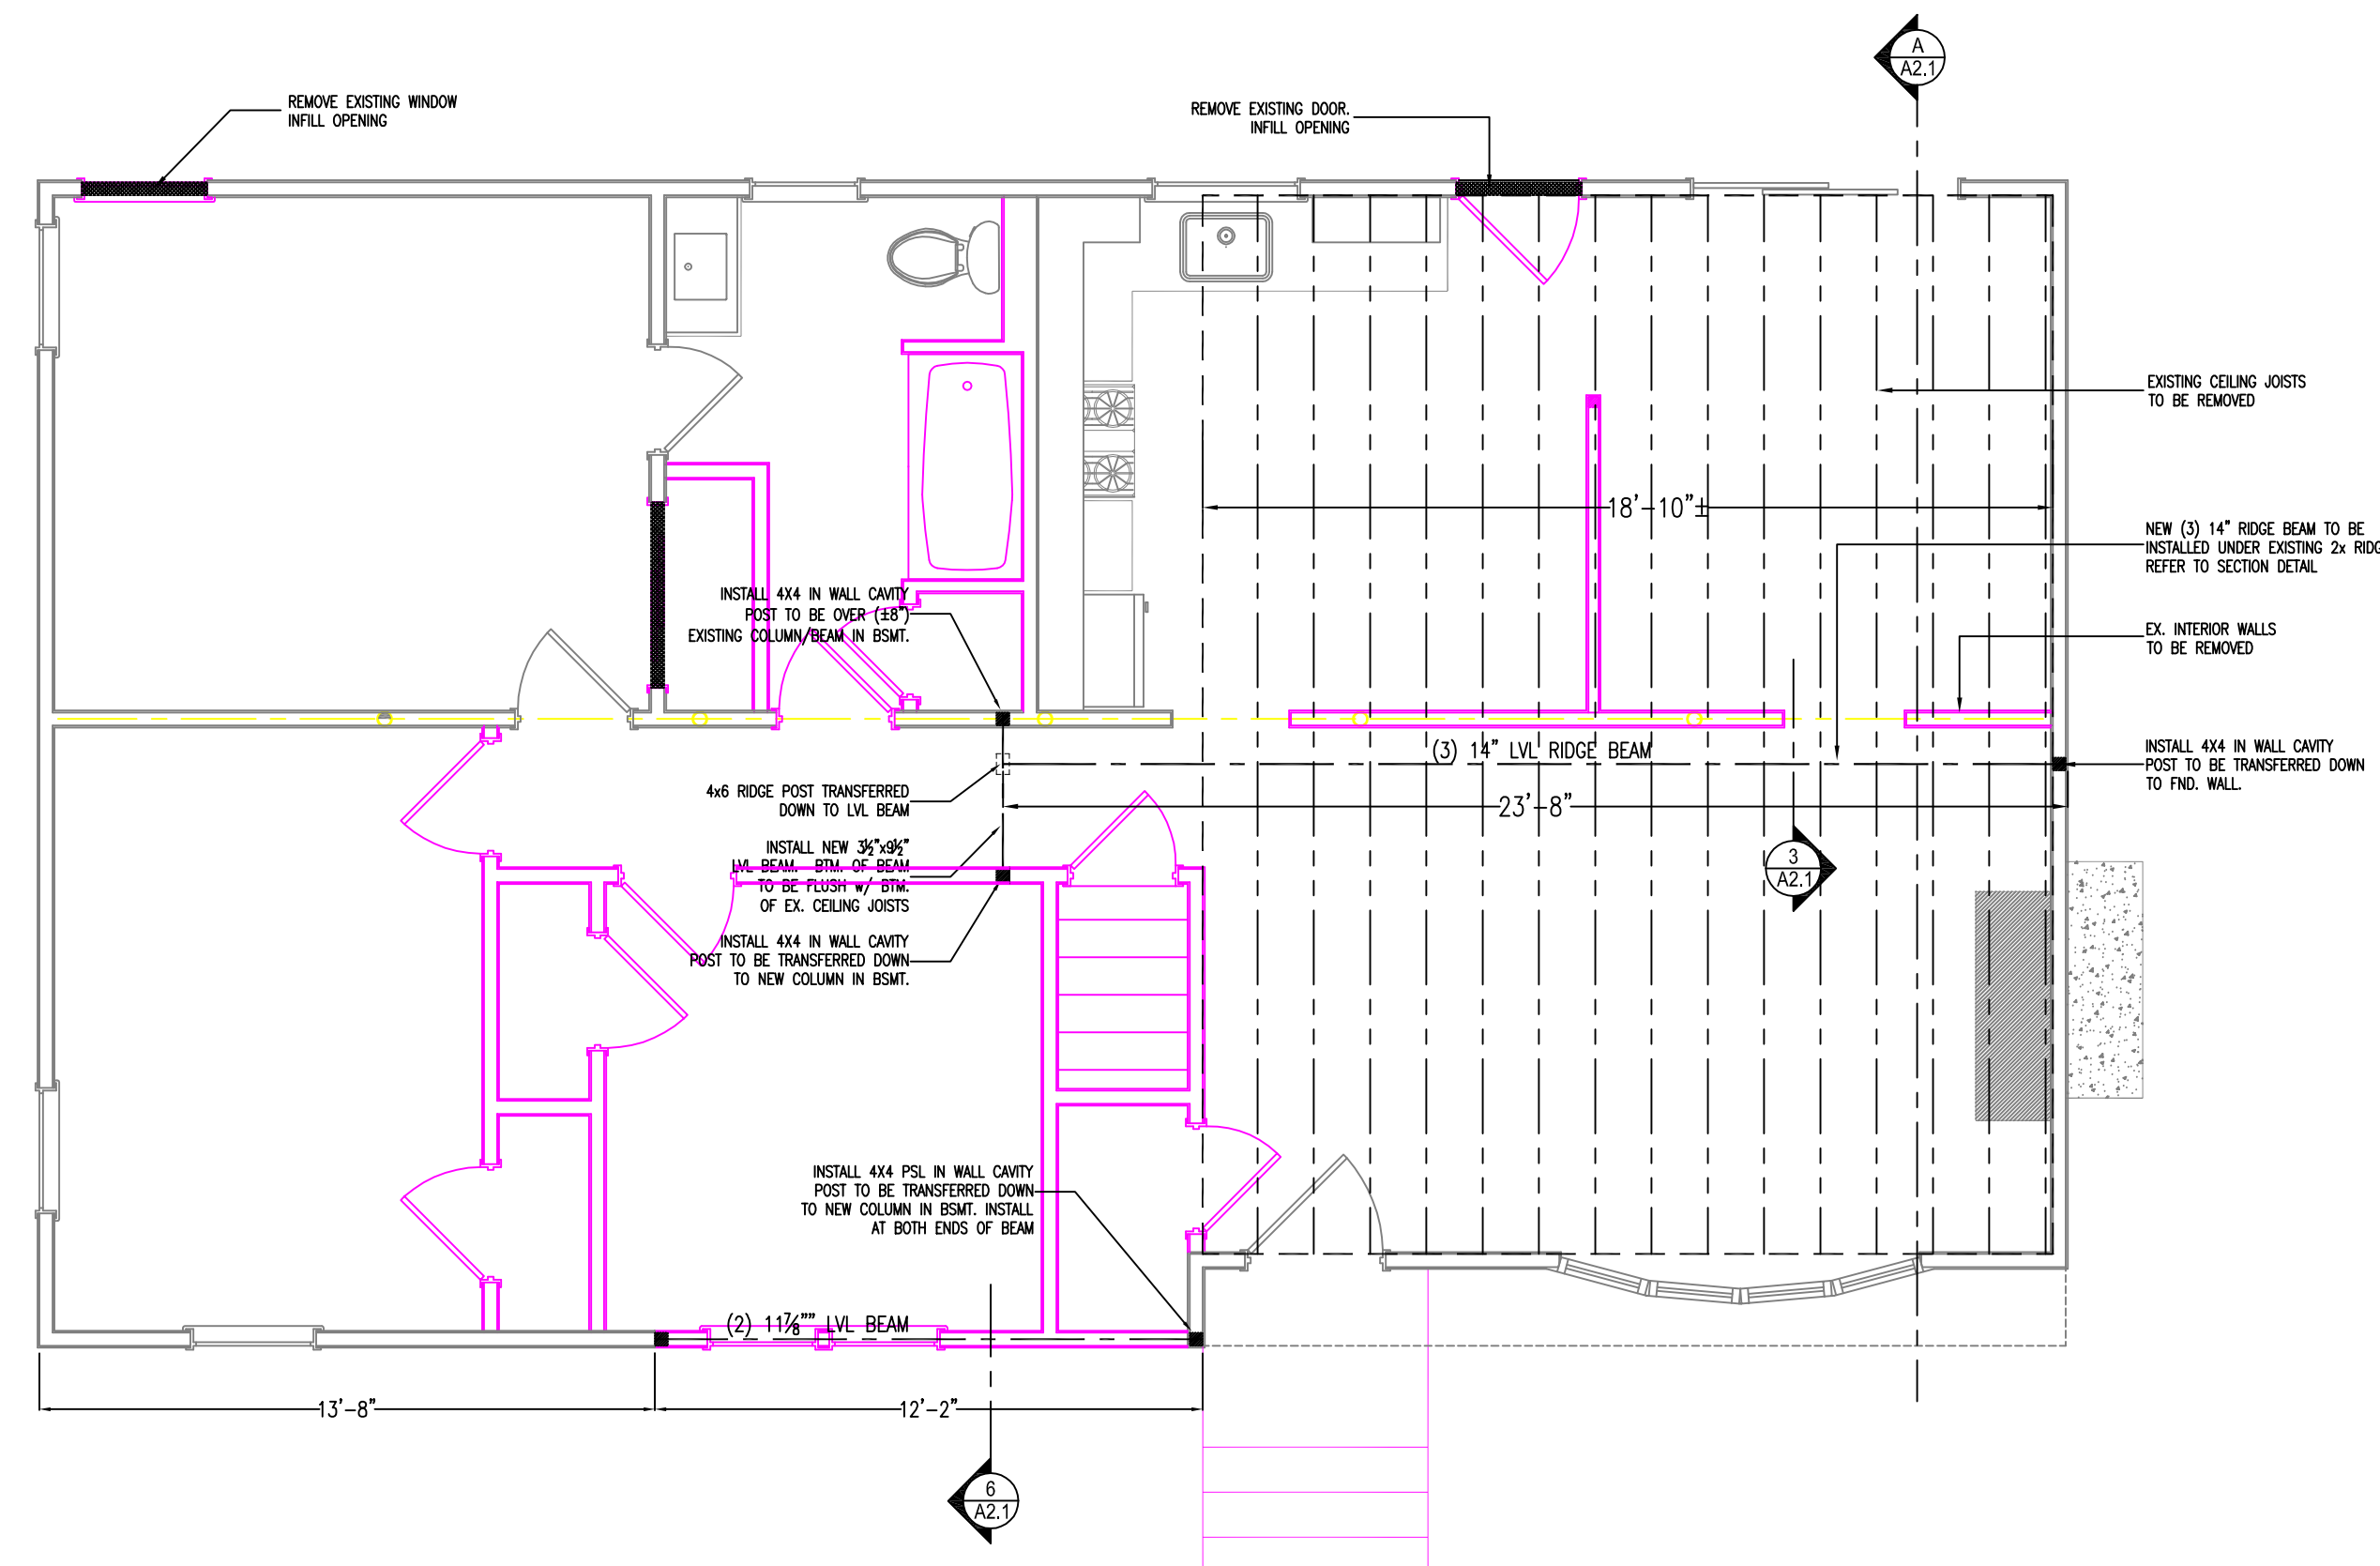 A
A2.1
REMOVE EXISTING WINDOW
INFILL OPENING
REMOVE EXISTING DOOR.
INFILL OPENING
EXISTING CEILING JOISTS
TO BE REMOVED
18'-10"±
NEW (3) 14" RIDGE BEAM TO BE
INSTALLED UNDER EXISTING 2x RIDG
REFER TO SECTION DETAIL
INSTALL 4X4 IN WALL CAVITY
POST TO BE OVER (±8")
EXISTING COLUMN/BEAM IN BSMT.
EX. INTERIOR WALLS
TO BE REMOVED
(3) 14" LVL RIDGE BEAM
INSTALL 4X4 IN WALL CAVITY
POST TO BE TRANSFERRED DOWN
TO FND. WALL.
4x6 RIDGE POST TRANSFERRED
DOWN TO LVL BEAM
23'-8"
INSTALL NEW 3½"x9½"
LVL BEAM. BTM. OF BEAM
TO BE FLUSH W/ BTM.
OF EX. CEILING JOISTS
3
A2.1
INSTALL 4X4 IN WALL CAVITY
POST TO BE TRANSFERRED DOWN
TO NEW COLUMN IN BSMT.
INSTALL 4X4 PSL IN WALL CAVITY
POST TO BE TRANSFERRED DOWN
TO NEW COLUMN IN BSMT. INSTALL
AT BOTH ENDS OF BEAM
(2) 11⅞"" LVL BEAM
13'-8"
12'-2"
6
A2.1